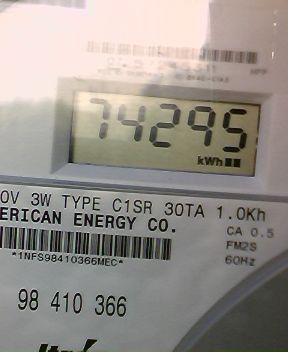 74295
kWh
0V 3W TYPE C1SR 30TA 1.0Kh
ERICAN ENERGY CO.
CA 0.5
FM2S
*1NFS98410366MEC*
60Hz
98 410 366